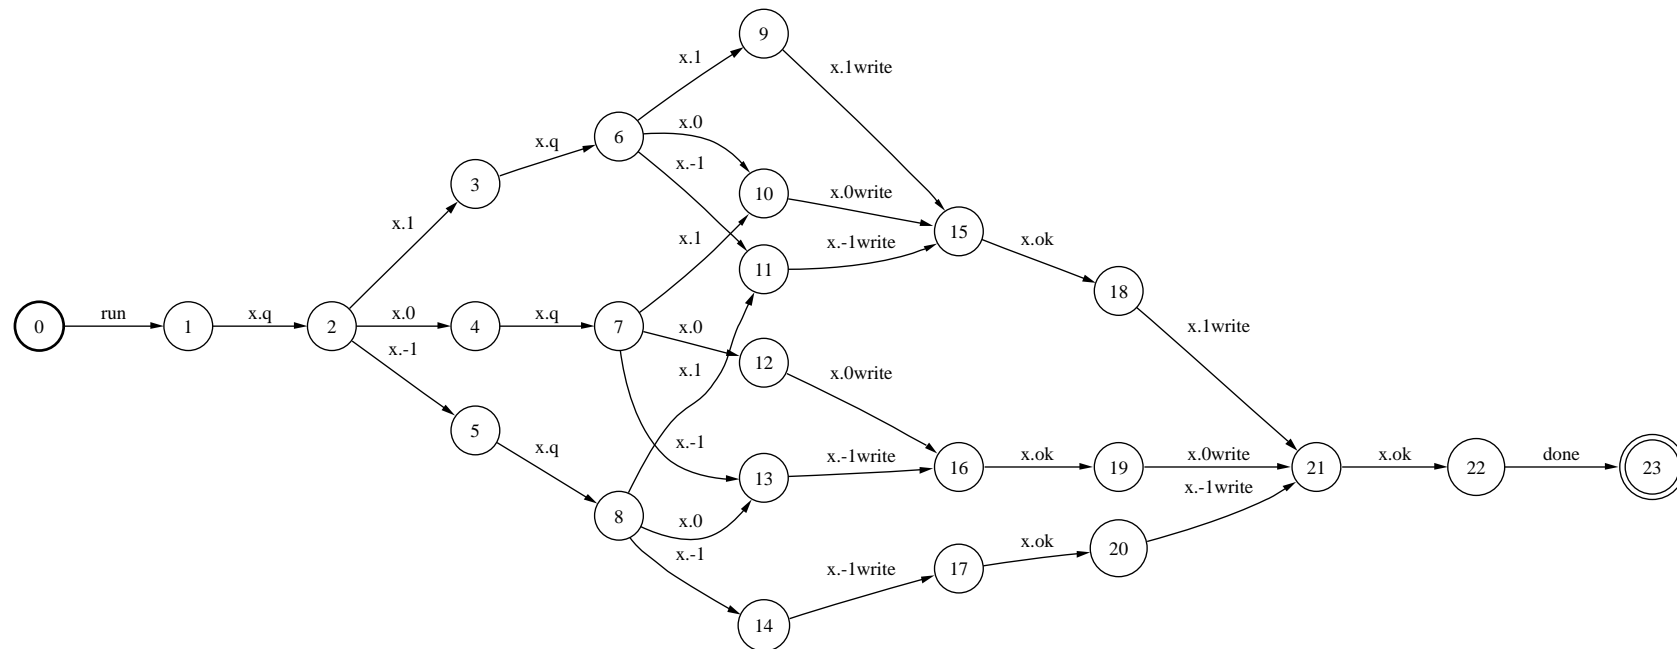 9
x.1
x.1write
x.0
6
x.q
x.-1
3
10
x.0write
x.1
x.1
15
x.-1write
x.ok
11
18
0
run
1
x.q
2
x.0
4
x.q
7
x.0
x.1write
x.-1
12
x.1
x.0write
5
x.q
x.-1
x.-1write
13
16
x.ok
19
x.0write
21
x.ok
22
done
23
x.-1write
8
x.0
x.-1
x.ok
20
x.-1write
17
14